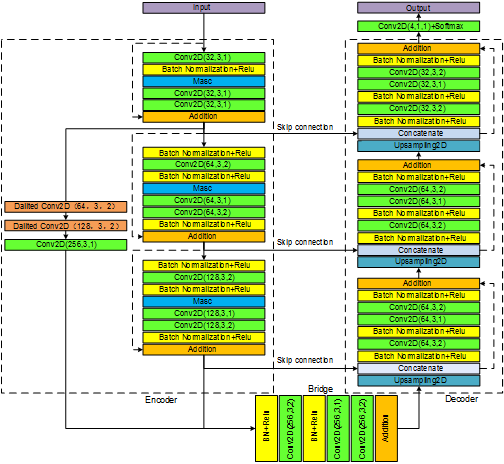 Input
Conv2D(32,3,1)
Batch Normalization+Relu
Masc
Conv2D(32,3,1)
Conv2D(32,3,1)
Addition
Batch Normalization+Relu
Conv2D(64,3,2)
Batch Normalization+Relu
Masc
Conv2D(64,3,1)
Conv2D(64,3,2)
Batch Normalization+Relu
Addition
Dailted Conv2D (64, 3, 2)
Dailted Conv2D (128, 3, 2)
Conv2D(256,3,1)
Batch Normalization+Relu
Conv2D(128,3,2)
Batch Normalization+Relu
Masc
Conv2D(128,3,1)
Conv2D(128,3,2)
Batch Normalization+Relu
Addition
Encoder
Skip connection
Skip connection
Skip connection
Bridge
BN+Relu
Conv2D(256,3,2)
BN+Relu
Conv2D(256,3,1)
Conv2D(256,3,2)
Addition
Output
Conv2D(4,1,1)+Softmax
Addition
Batch Normalization+Relu
Conv2D(32,3,2)
Conv2D(32,3,1)
Batch Normalization+Relu
Conv2D(32,3,2)
Batch Normalization+Relu
Concatenate
Upsampling2D
Addition
Batch Normalization+Relu
Conv2D(64,3,2)
Conv2D(64,3,1)
Batch Normalization+Relu
Conv2D(64,3,2)
Batch Normalization+Relu
Concatenate
Upsampling2D
Addition
Batch Normalization+Relu
Conv2D(64,3,2)
Conv2D(64,3,1)
Batch Normalization+Relu
Conv2D(64,3,2)
Batch Normalization+Relu
Concatenate
Upsampling2D
Decoder